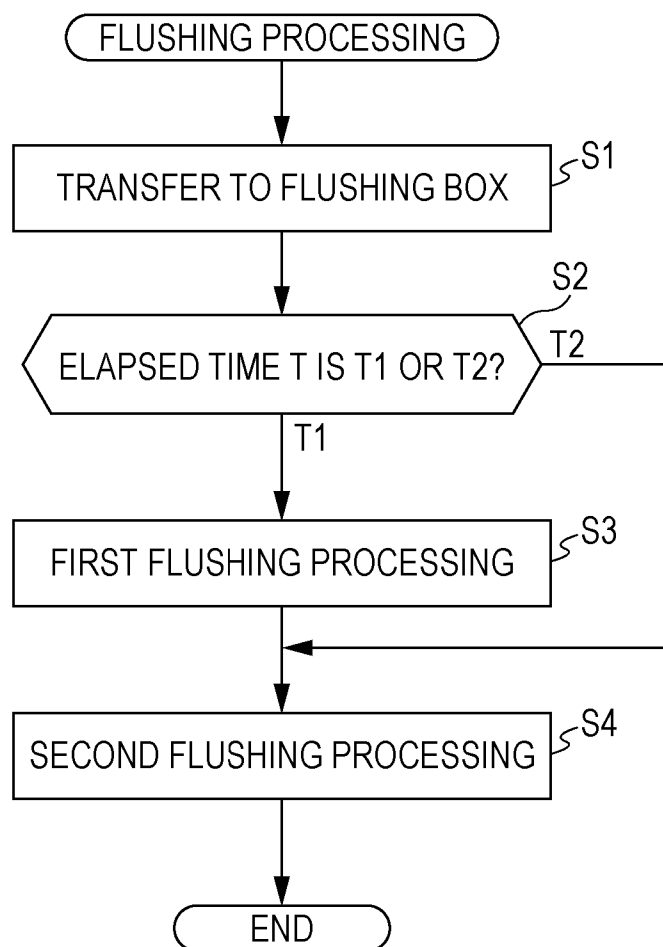 FLUSHING PROCESSING
S1
TRANSFER TO FLUSHING BOX
S2
ELAPSED TIME T IS T1 OR T2?
T2
T1
S3
FIRST FLUSHING PROCESSING
S4
SECOND FLUSHING PROCESSING
END